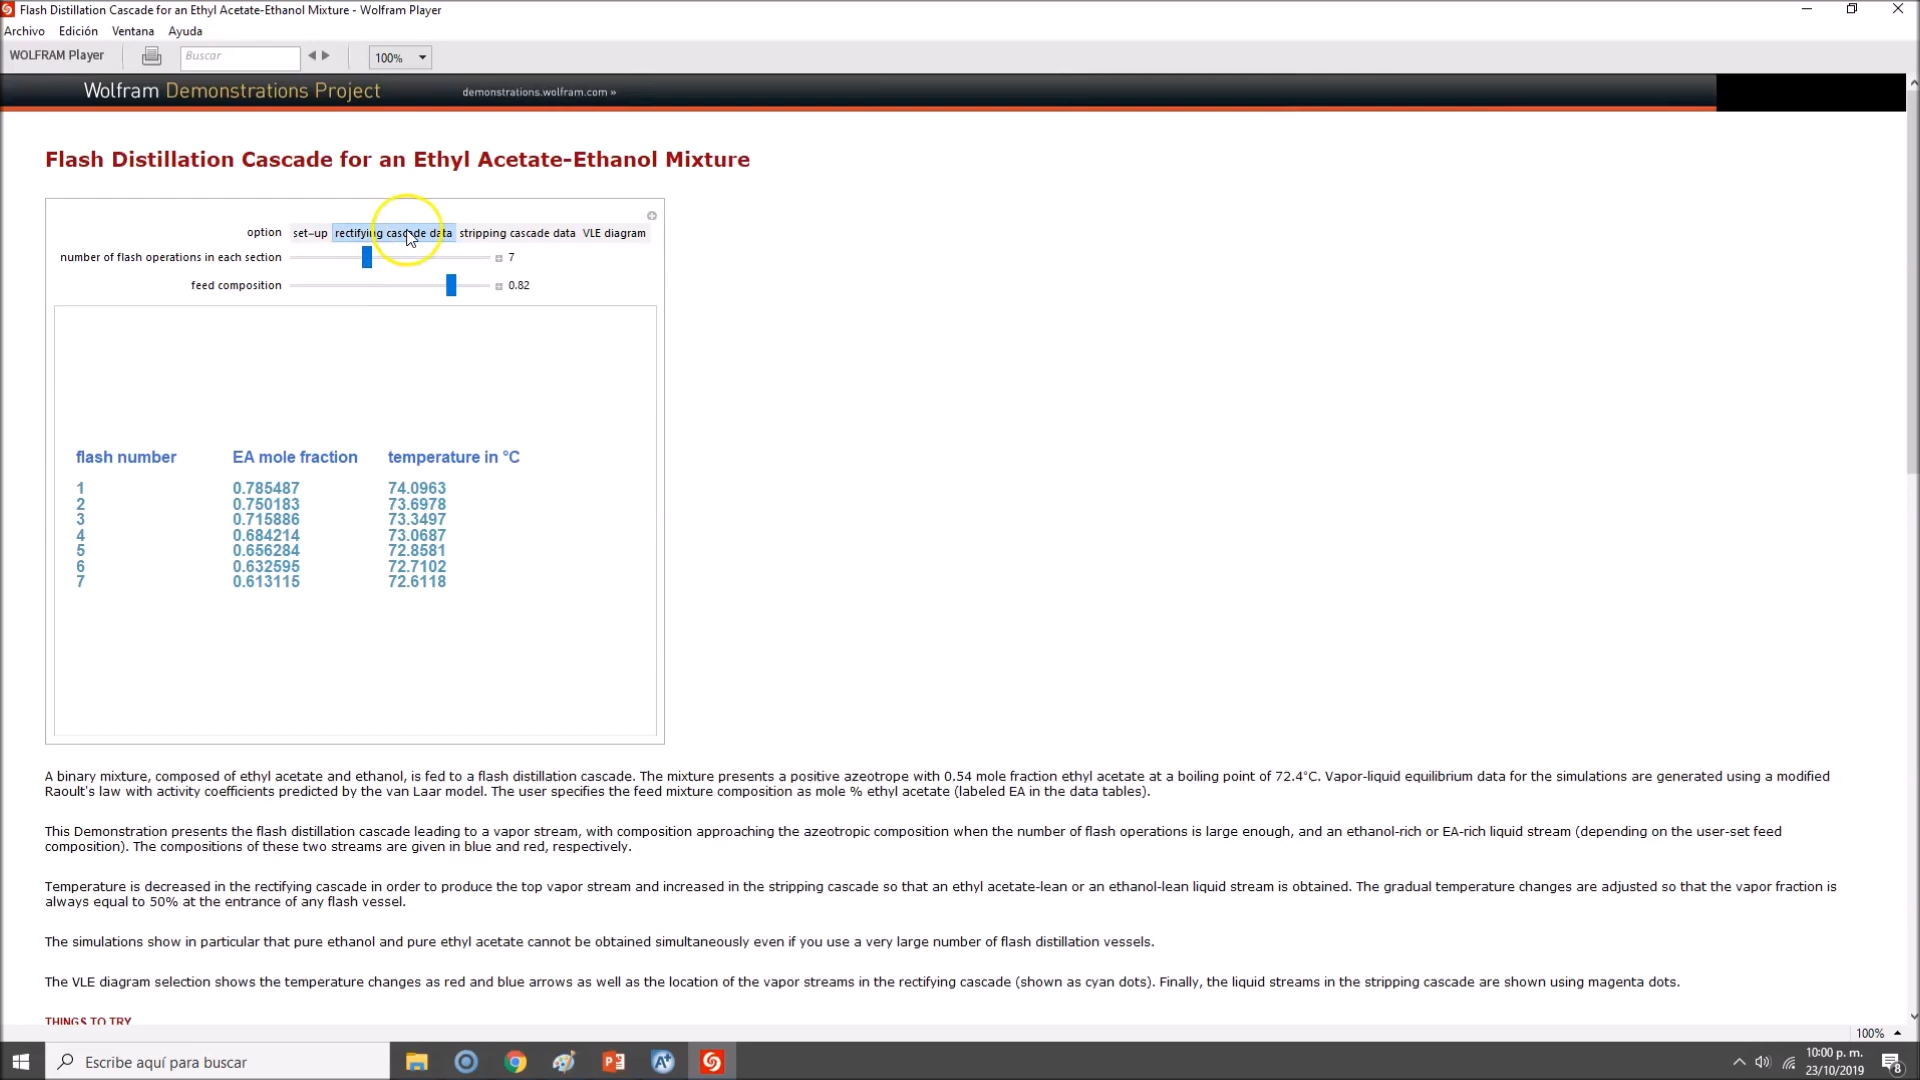 Flash Distillation Cascade for an Ethyl Acetate-Ethanol Mixture - Wolfram Player
Archivo Edición Ventana Ayuda
WOLFRAM Player Buscar 100%
Wolfram Demonstrations Project demonstrations.wolfram.com »
Flash Distillation Cascade for an Ethyl Acetate-Ethanol Mixture
option set-up rectifying cascade data stripping cascade data VLE diagram
number of flash operations in each section 7
feed composition 0.82
flash number EA mole fraction temperature in °C
1 0.785487 74.0963
2 0.750183 73.6978
3 0.715886 73.3497
4 0.684214 73.0687
5 0.656284 72.8581
6 0.632595 72.7102
7 0.613115 72.6118
A binary mixture, composed of ethyl acetate and ethanol, is fed to a flash distillation cascade. The mixture presents a positive azeotrope with 0.54 mole fraction ethyl acetate at a boiling point of 72.4°C. Vapor-liquid equilibrium data for the simulations are generated using a modified
Raoult's law with activity coefficients predicted by the van Laar model. The user specifies the feed mixture composition as mole % ethyl acetate (labeled EA in the data tables).
This Demonstration presents the flash distillation cascade leading to a vapor stream, with composition approaching the azeotropic composition when the number of flash operations is large enough, and an ethanol-rich or EA-rich liquid stream (depending on the user-set feed
composition). The compositions of these two streams are given in blue and red, respectively.
Temperature is decreased in the rectifying cascade in order to produce the top vapor stream and increased in the stripping cascade so that an ethyl acetate-lean or an ethanol-lean liquid stream is obtained. The gradual temperature changes are adjusted so that the vapor fraction is
always equal to 50% at the entrance of any flash vessel.
The simulations show in particular that pure ethanol and pure ethyl acetate cannot be obtained simultaneously even if you use a very large number of flash distillation vessels.
The VLE diagram selection shows the temperature changes as red and blue arrows as well as the location of the vapor streams in the rectifying cascade (shown as cyan dots). Finally, the liquid streams in the stripping cascade are shown using magenta dots.
THINGS TO TRY
100%
Escribe aquí para buscar
10:00 p. m.
23/10/2019
8